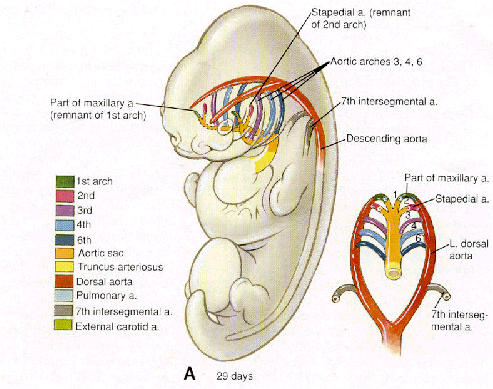 Stapedial a. (remnant
of 2nd arch)
Aortic arches 3, 4, 6
Part of maxillary a.
(remnant of 1st arch)
7th intersegmental a.
Descending aorta
1st arch
2nd
3rd
4th
6th
Aortic sac
Truncus arteriosus
Dorsal aorta
Pulmonary a.
7th intersegmental a.
External carotid a.
Part of maxillary a.
Stapedial a.
1
2
3
4
6
L. dorsal
aorta
7th interseg-
mental a.
A 29 days